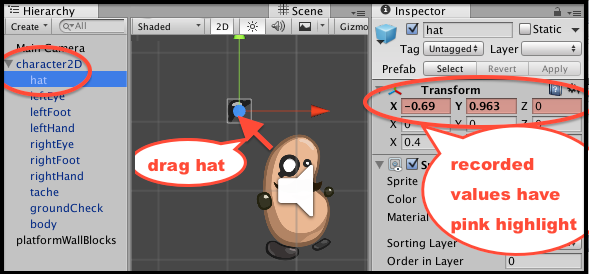 Hierarchy
Create
All
Main Camera
character2D
hat
leftEye
leftFoot
leftHand
rightEye
rightFoot
rightHand
tache
groundCheck
body
platformWallBlocks
Scene
Shaded
2D
Gizmo
drag hat
Inspector
hat
Static
Tag
Untagged
Layer
Prefab
Select
Revert
Apply
Transform
X
-0.69
Y
0.963
Z
0
X
0
Z
0
X
0.4
Sprite
Color
Material
Sorting Layer
Order in Layer
0
recorded
values have
pink highlight